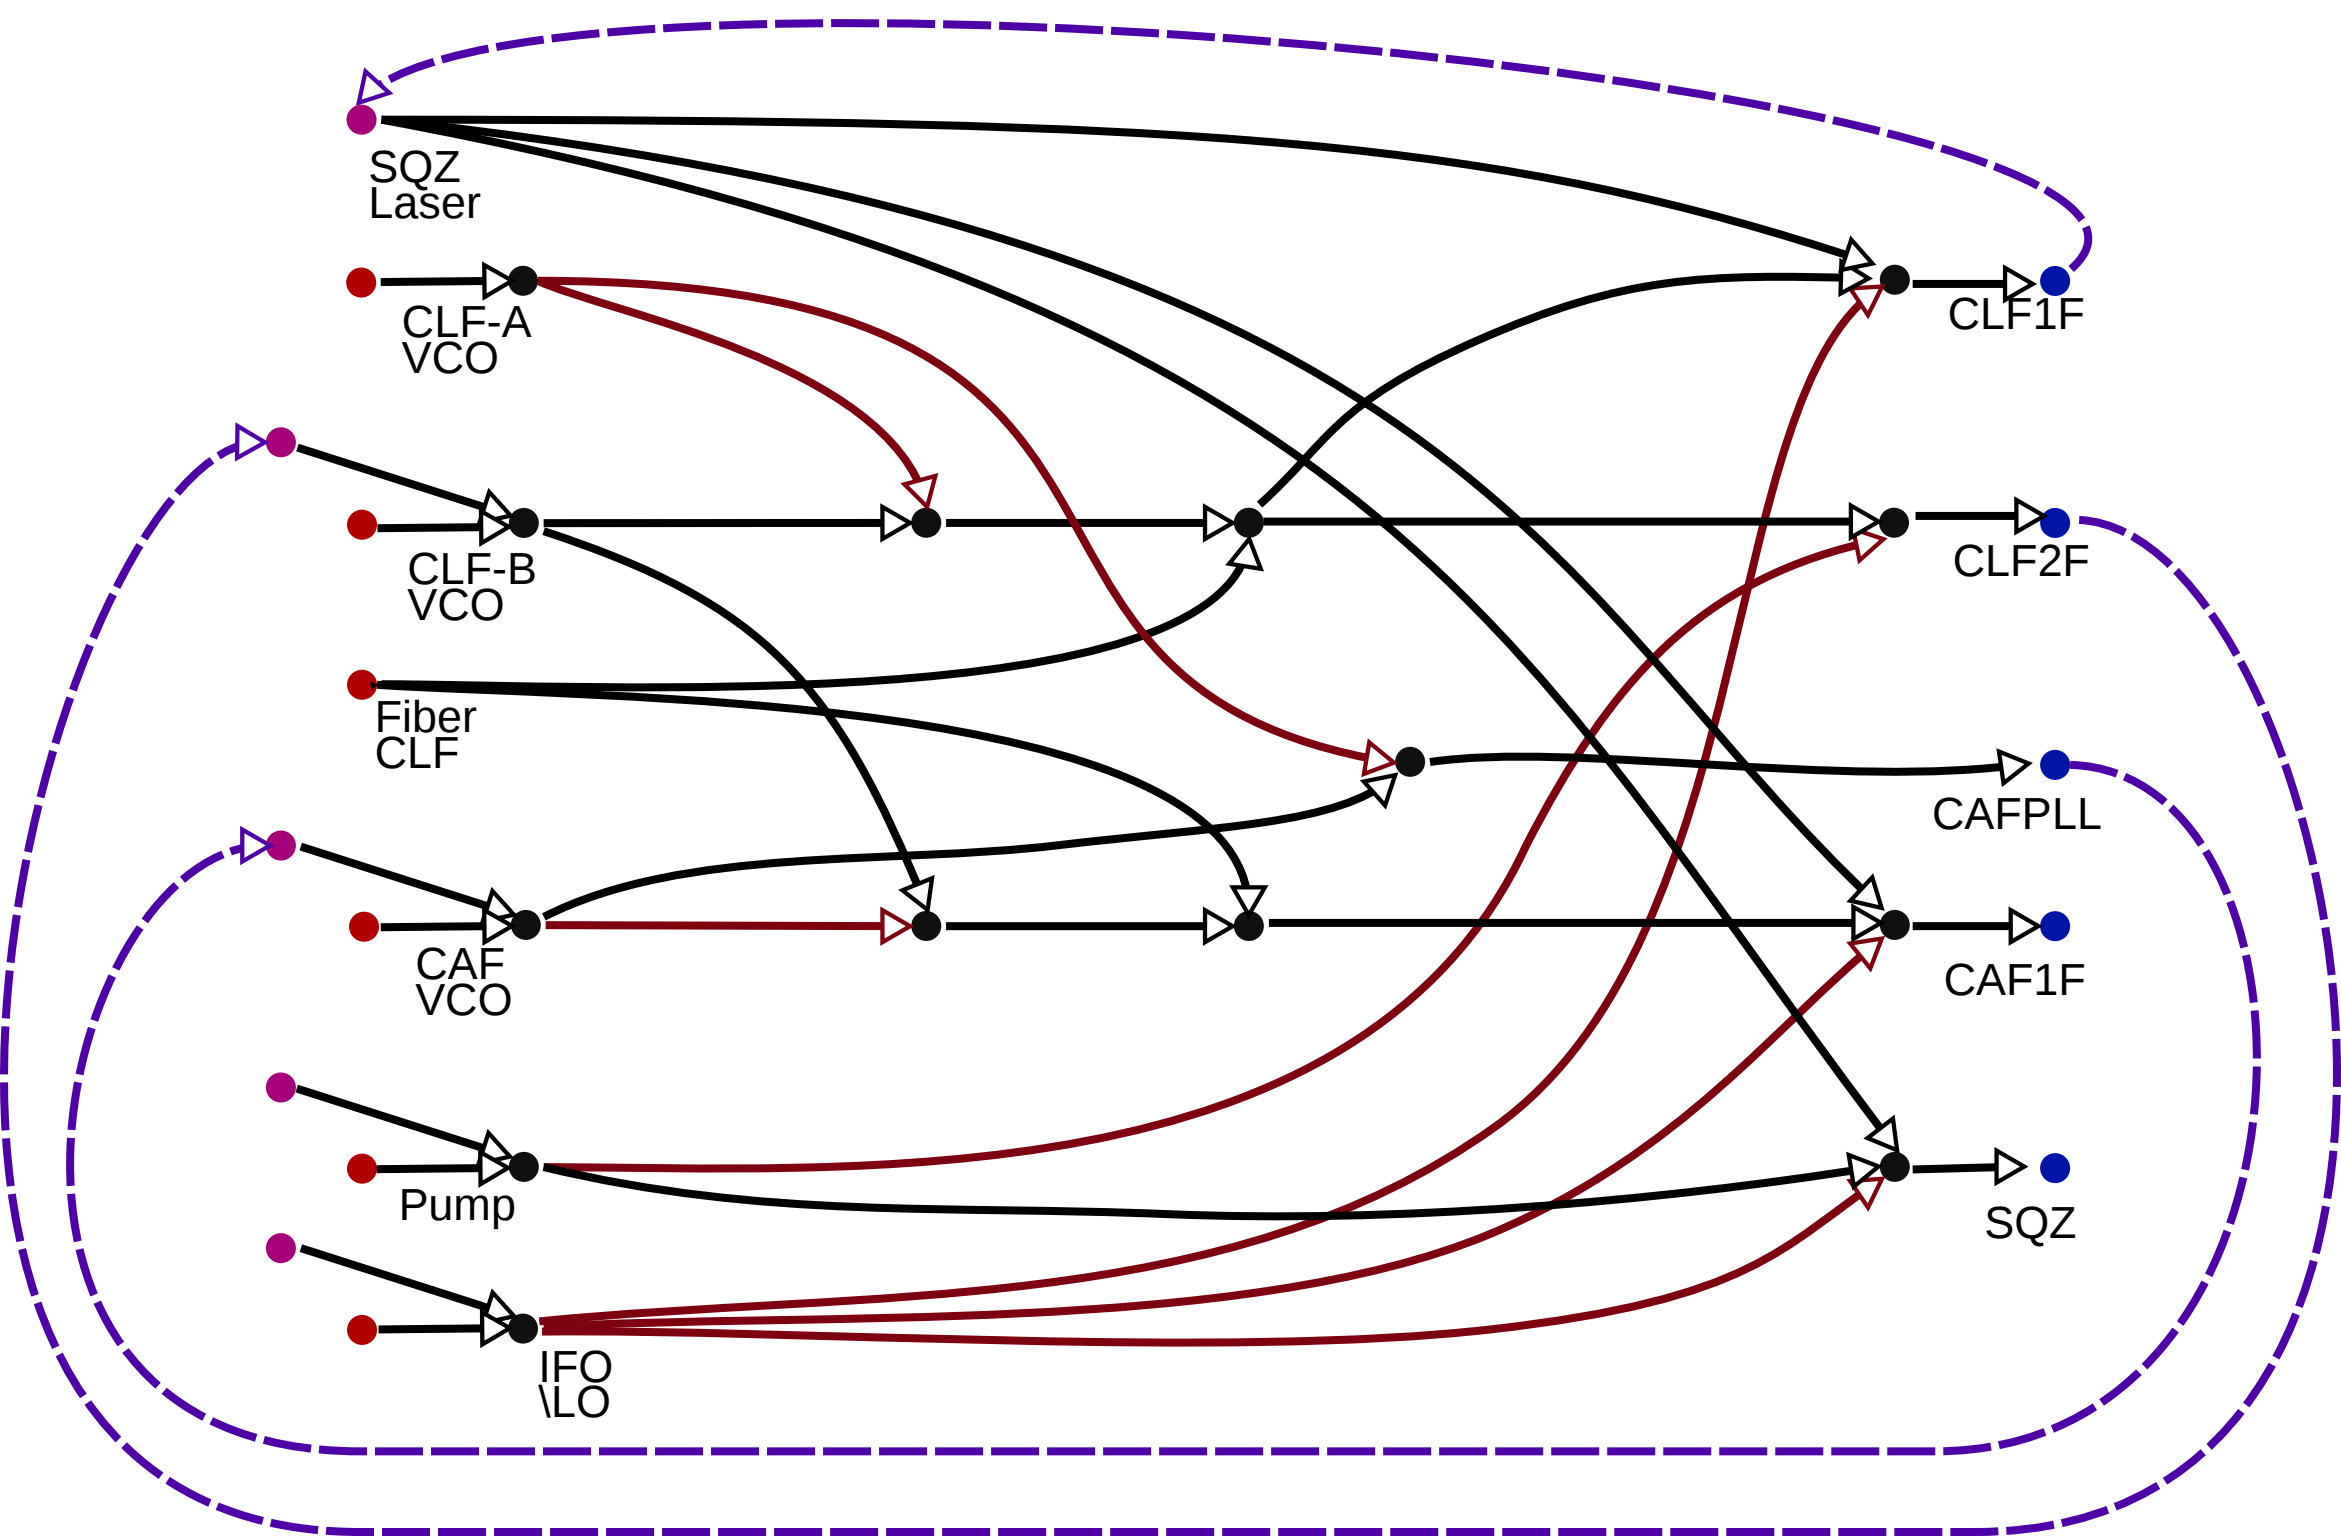 SQZ
Laser
CLF-A
VCO
CLF1F
CLF-B
VCO
CLF2F
Fiber
CLF
CAFPLL
CAF
VCO
CAF1F
Pump
SQZ
IFO
\LO